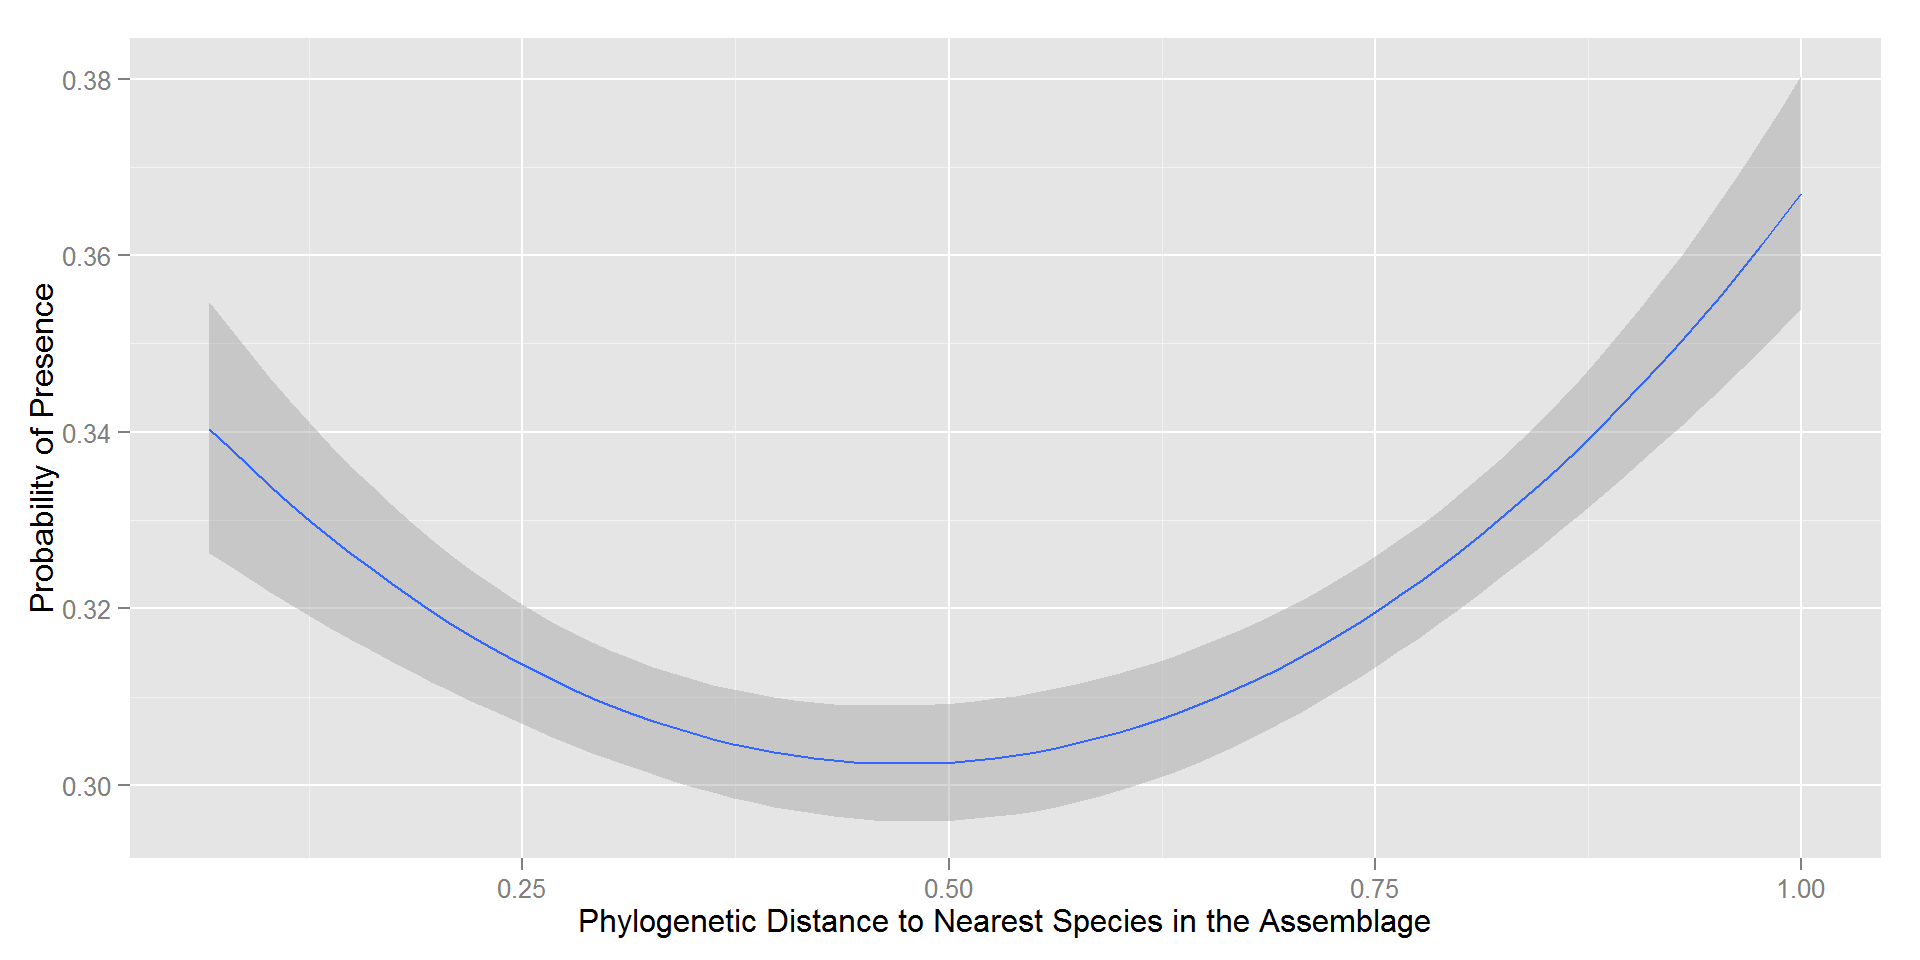 Probability of Presence
0.38
0.36
0.34
0.32
0.30
0.25 0.50 0.75 1.00
Phylogenetic Distance to Nearest Species in the Assemblage